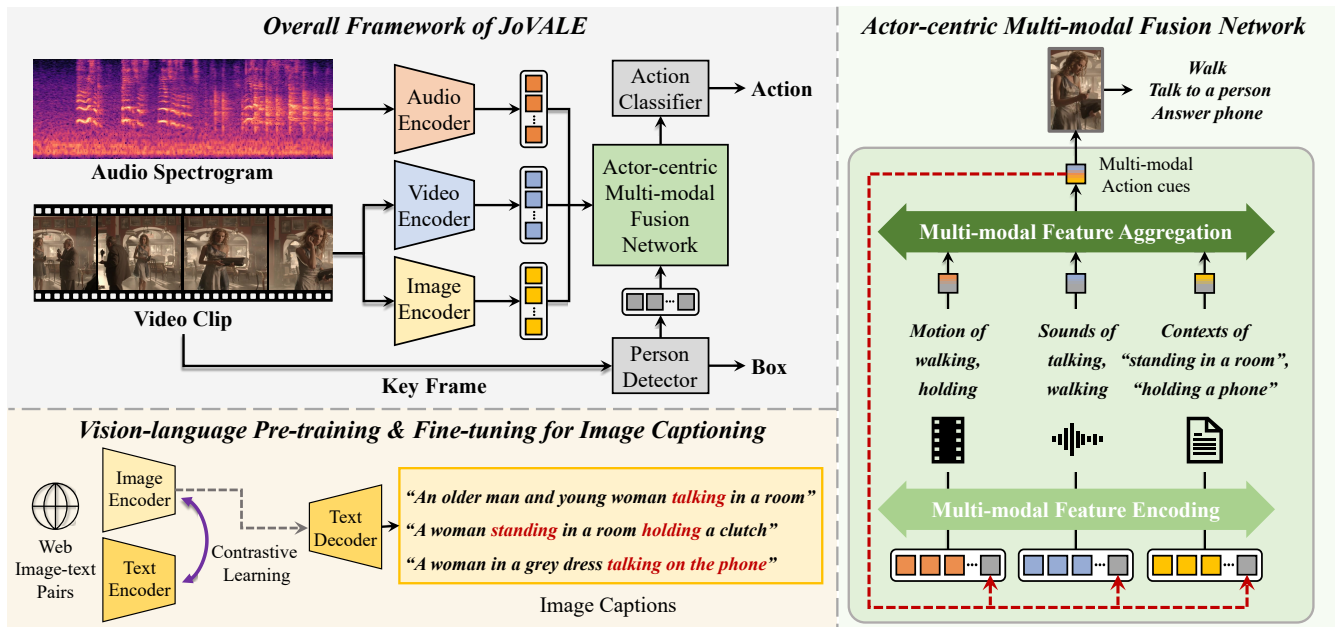 Overall Framework of JoVALE
Audio Spectrogram
Video Clip
Audio
Encoder
Video
Encoder
Image
Encoder
Action
Classifier
Action
Actor-centric
Multi-modal
Fusion
Network
Person
Detector
Box
Key Frame
Vision-language Pre-training & Fine-tuning for Image Captioning
Web
Image-text
Pairs
Image
Encoder
Text
Encoder
Contrastive
Learning
Text
Decoder
“An older man and young woman talking in a room”
“A woman standing in a room holding a clutch”
“A woman in a grey dress talking on the phone”
Image Captions
Actor-centric Multi-modal Fusion Network
Walk
Talk to a person
Answer phone
Multi-modal
Action cues
Multi-modal Feature Aggregation
Motion of
walking,
holding
Sounds of
talking,
walking
Contexts of
“standing in a room”,
“holding a phone”
Multi-modal Feature Encoding